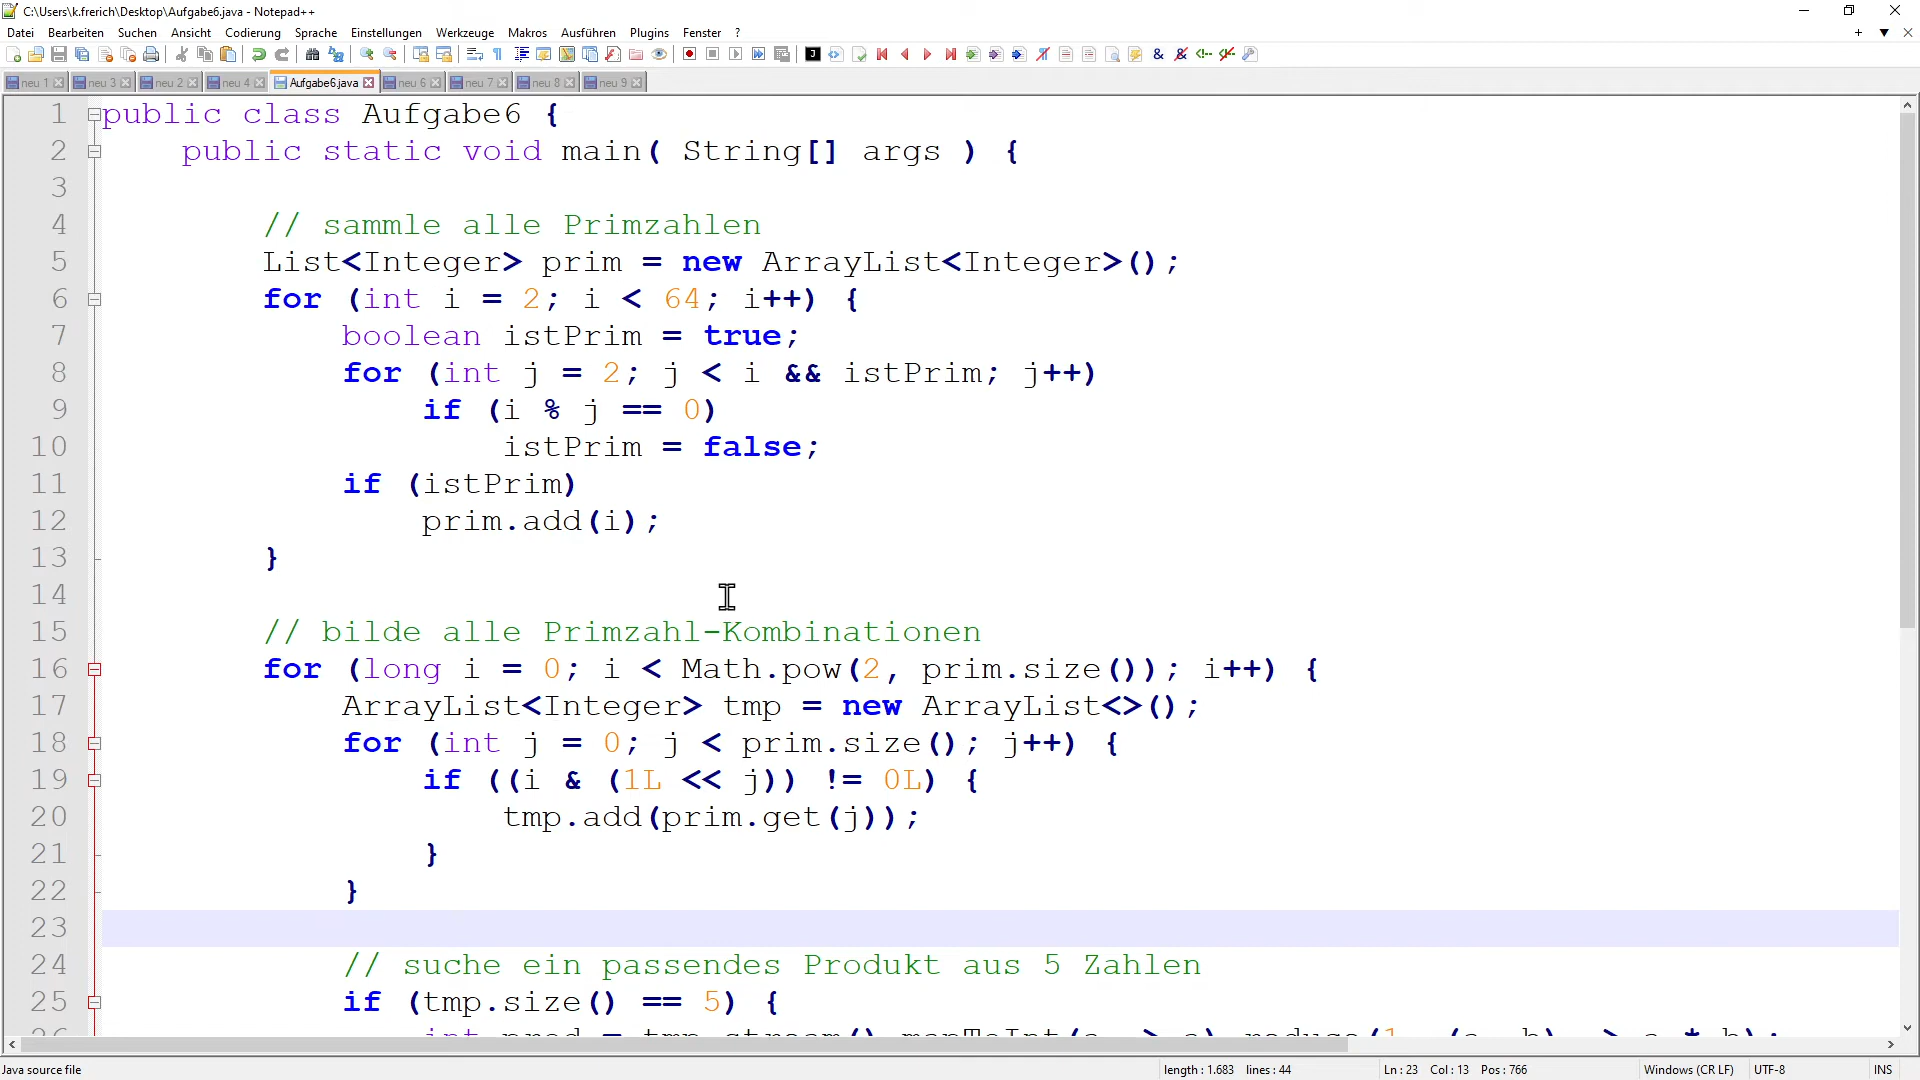 C:\Users\k.frerich\Desktop\Aufgabe6.java - Notepad++
Datei Bearbeiten Suchen Ansicht Codierung Sprache Einstellungen Werkzeuge Makros Ausführen Plugins Fenster ?
neu 1 neu 3 neu 2 neu 4 Aufgabe6.java neu 6 neu 7 neu 8 neu 9
1 public class Aufgabe6 {
2 public static void main( String[] args ) {
3
4 // sammle alle Primzahlen
5 List<Integer> prim = new ArrayList<Integer>();
6 for (int i = 2; i < 64; i++) {
7 boolean istPrim = true;
8 for (int j = 2; j < i && istPrim; j++)
9 if (i % j == 0)
10 istPrim = false;
11 if (istPrim)
12 prim.add(i);
13 }
14
15 // bilde alle Primzahl-Kombinationen
16 for (long i = 0; i < Math.pow(2, prim.size()); i++) {
17 ArrayList<Integer> tmp = new ArrayList<>();
18 for (int j = 0; j < prim.size(); j++) {
19 if ((i & (1L << j)) != 0L) {
20 tmp.add(prim.get(j));
21 }
22 }
23
24 // suche ein passendes Produkt aus 5 Zahlen
25 if (tmp.size() == 5) {
Java source file length : 1.683 lines : 44 Ln : 23 Col : 13 Pos : 766 Windows (CR LF) UTF-8 INS